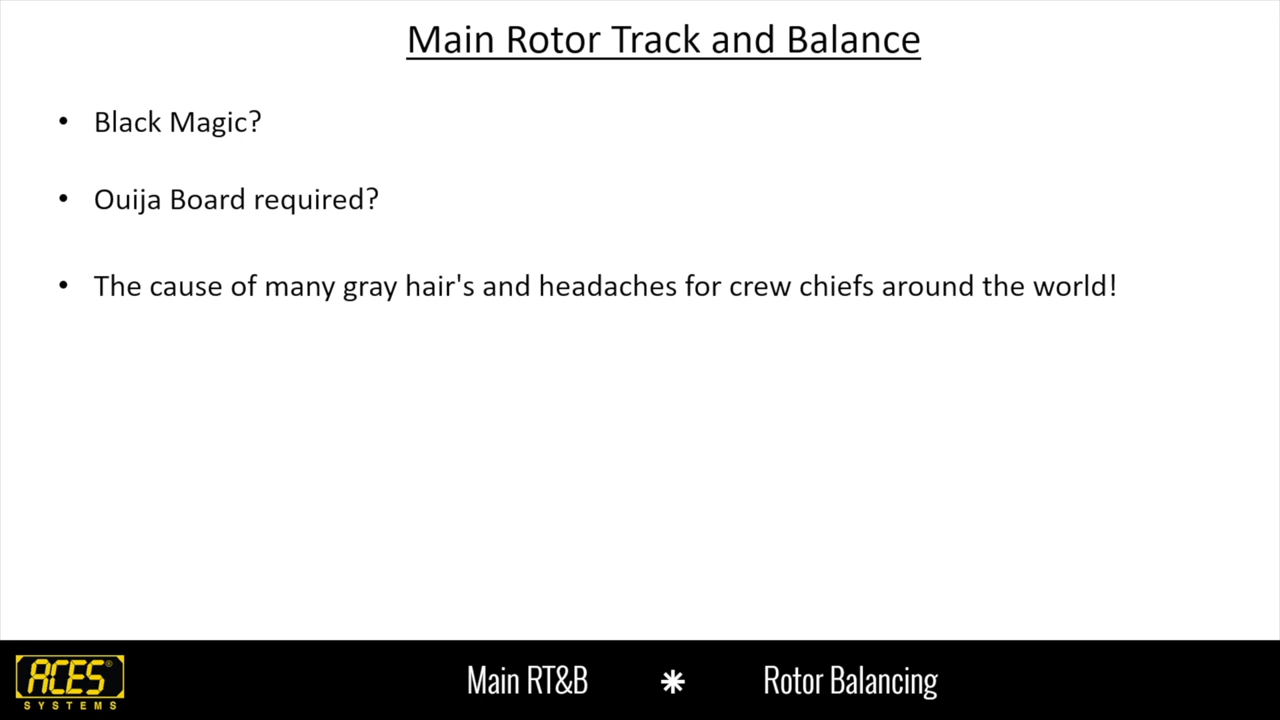 Main Rotor Track and Balance
• Black Magic?
• Ouija Board required?
• The cause of many gray hair's and headaches for crew chiefs around the world!
ACES®
SYSTEMS
Main RT&B * Rotor Balancing